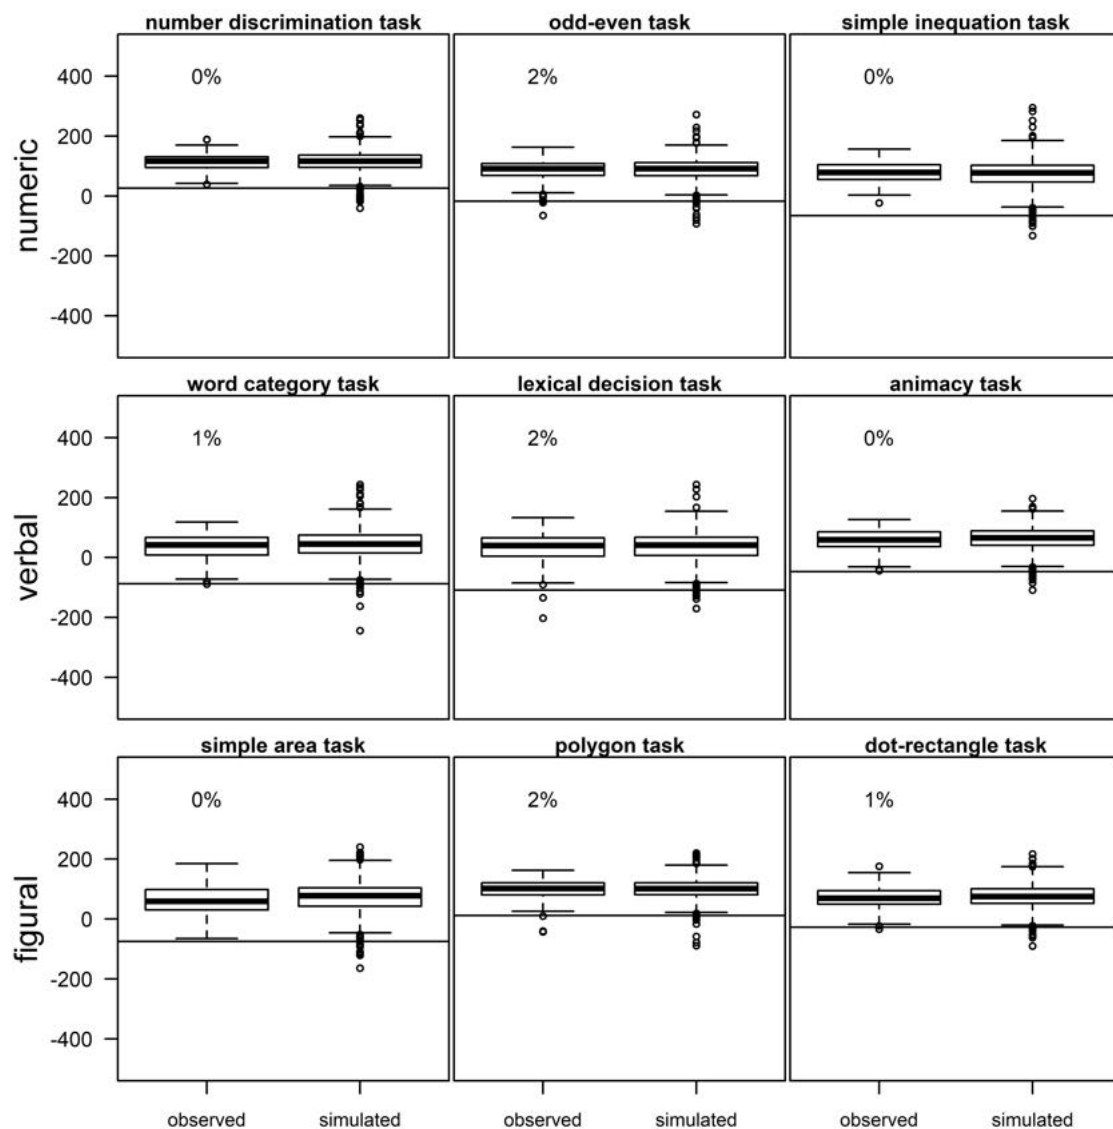 number discrimination task odd-even task simple inequation task
0% 2% 0%
numeric
400
200
0
-200
-400
word category task lexical decision task animacy task
1% 2% 0%
verbal
400
200
0
-200
-400
simple area task polygon task dot-rectangle task
0% 2% 1%
figural
400
200
0
-200
-400
observed simulated observed simulated observed simulated